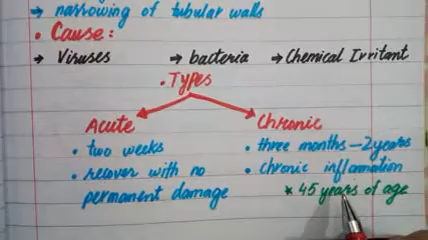 → narrowing of tubular walls
• Cause:
→ Viruses → bacteria → Chemical Irritant
• Types
Acute Chronic
• two weeks • three months – 2 years
• recover with no • chronic inflamation
permanent damage * 45 years of age